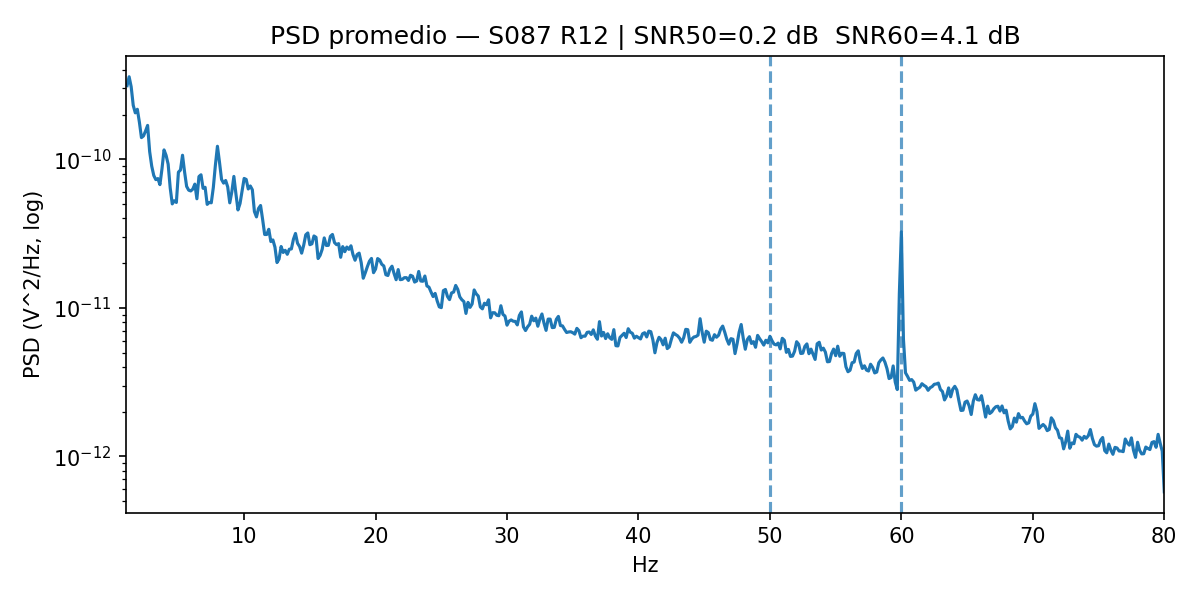 PSD promedio — S087 R12 | SNR50=0.2 dB  SNR60=4.1 dB
PSD (V^2/Hz, log)
10⁻¹⁰
10⁻¹¹
10⁻¹²
10 20 30 40 50 60 70 80
Hz